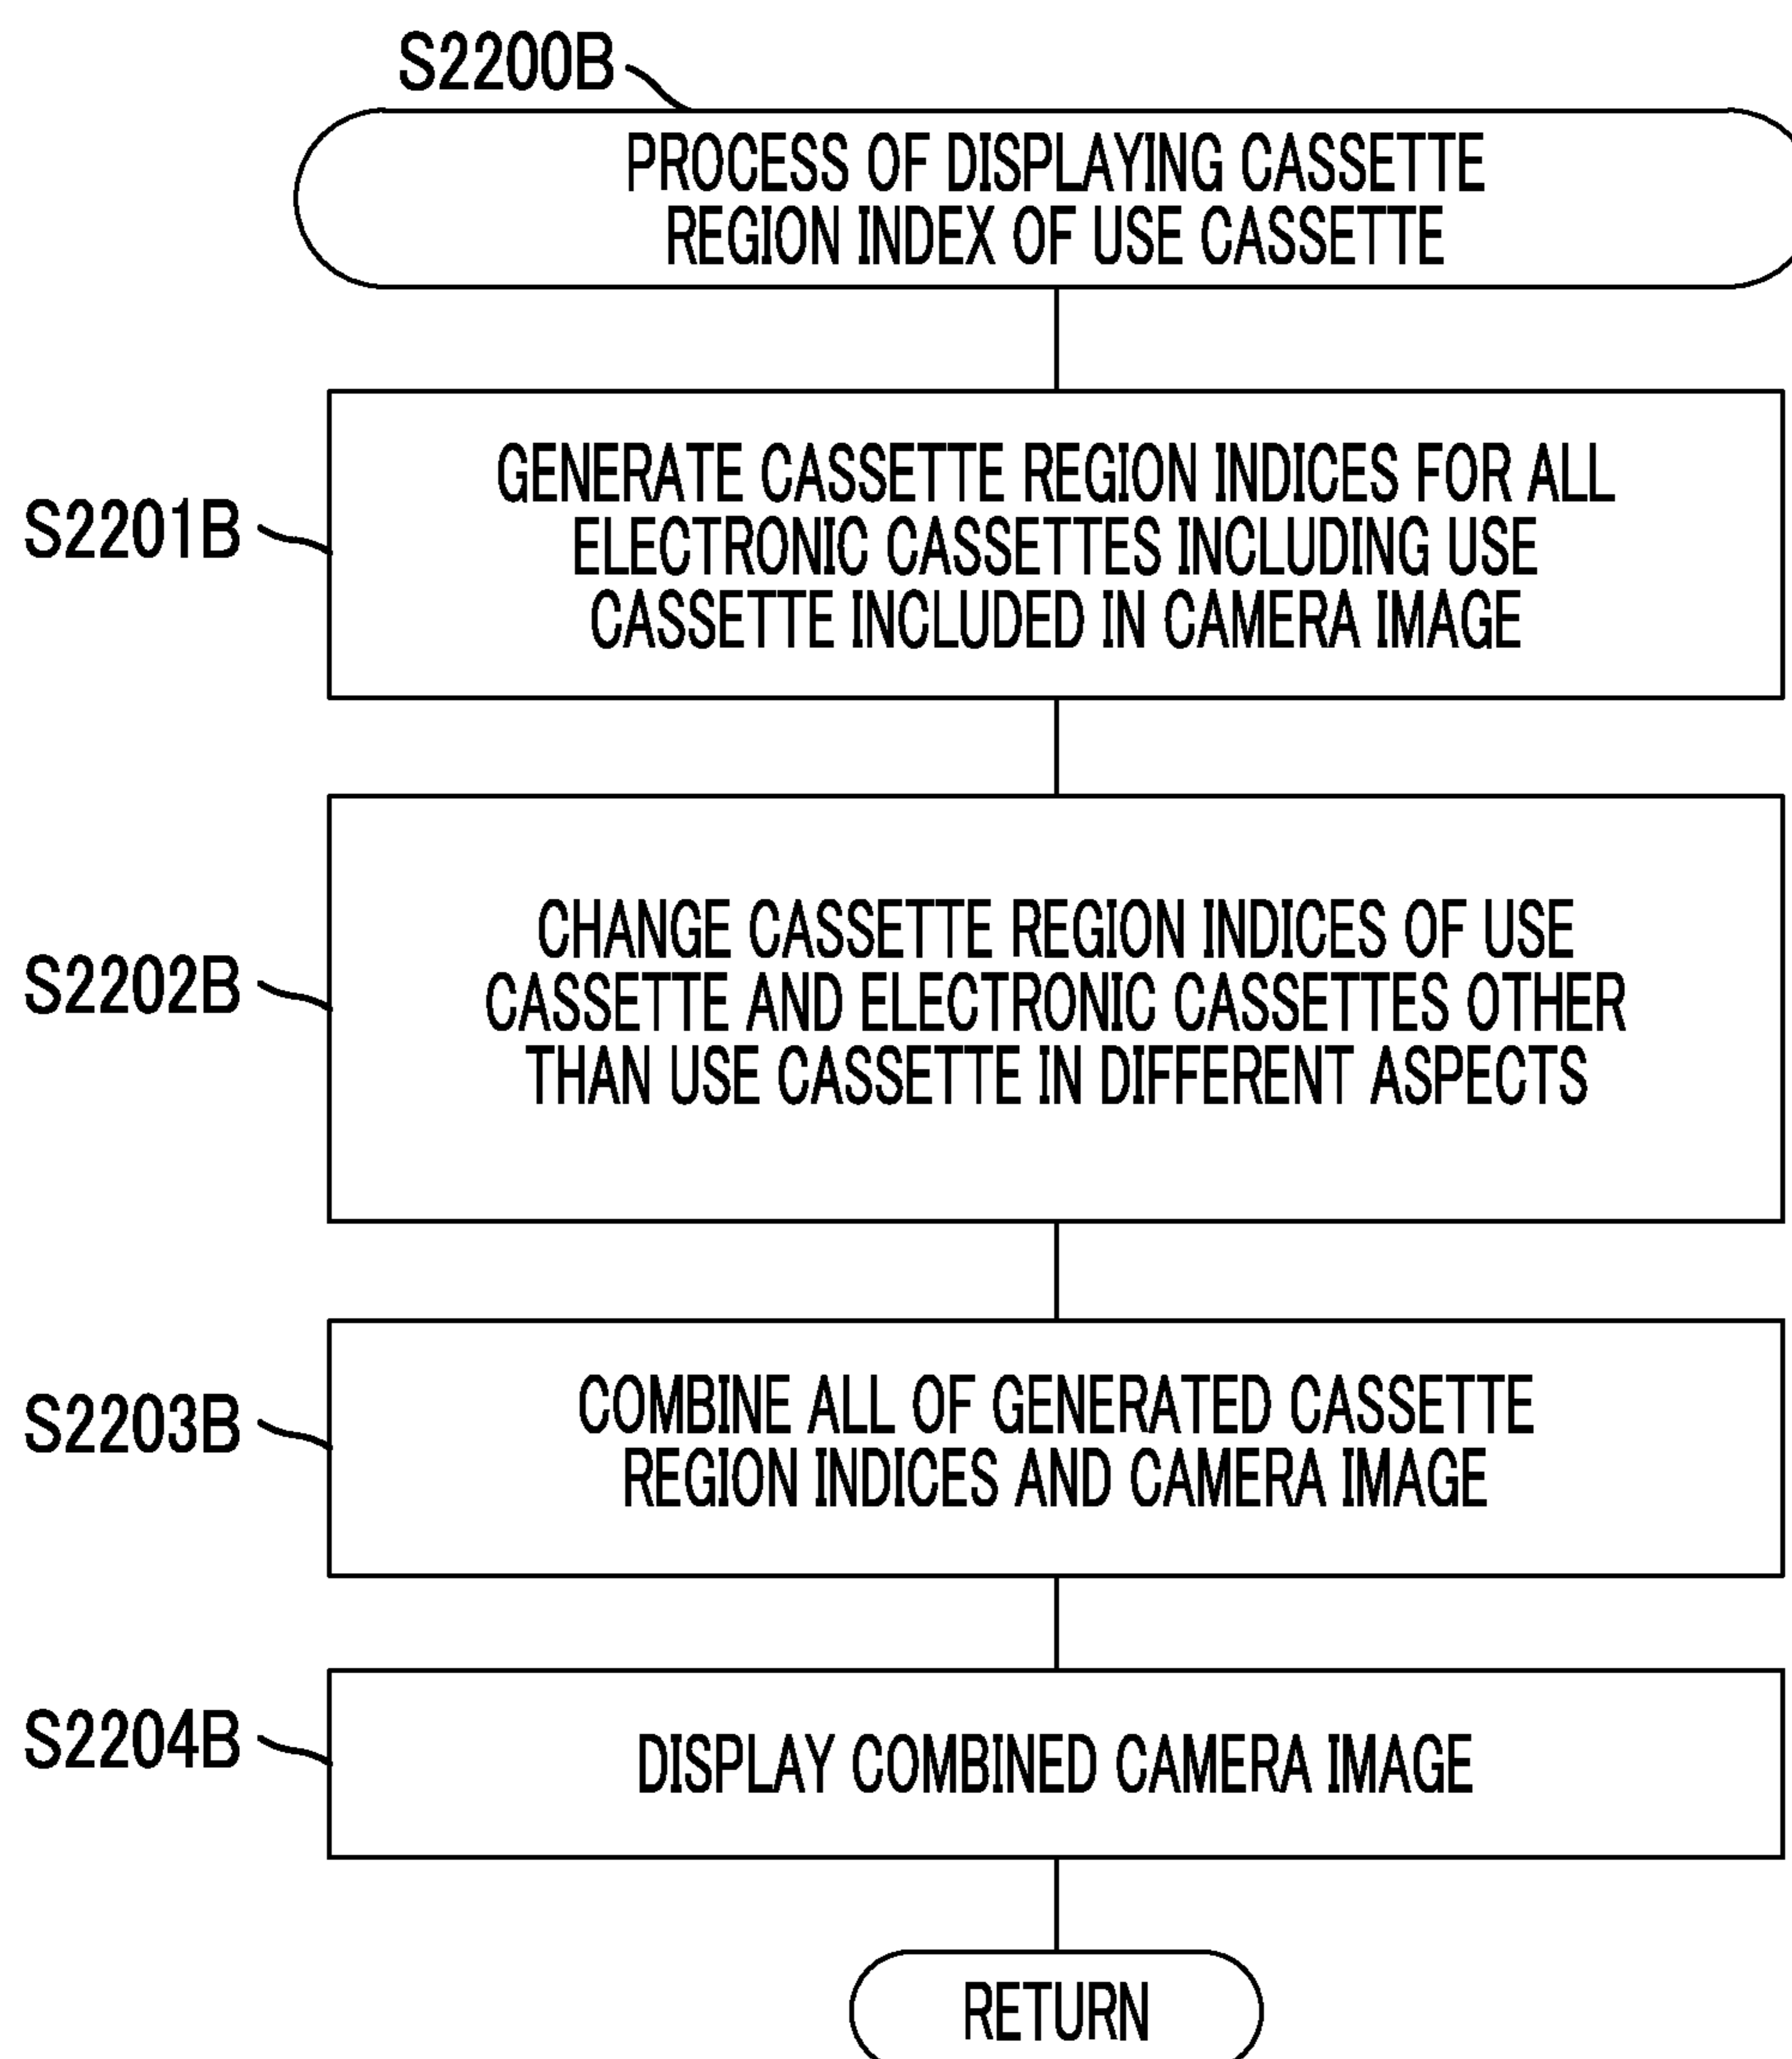 S2200B
PROCESS OF DISPLAYING CASSETTE
REGION INDEX OF USE CASSETTE
S2201B
GENERATE CASSETTE REGION INDICES FOR ALL
ELECTRONIC CASSETTES INCLUDING USE
CASSETTE INCLUDED IN CAMERA IMAGE
S2202B
CHANGE CASSETTE REGION INDICES OF USE
CASSETTE AND ELECTRONIC CASSETTES OTHER
THAN USE CASSETTE IN DIFFERENT ASPECTS
S2203B
COMBINE ALL OF GENERATED CASSETTE
REGION INDICES AND CAMERA IMAGE
S2204B
DISPLAY COMBINED CAMERA IMAGE
RETURN